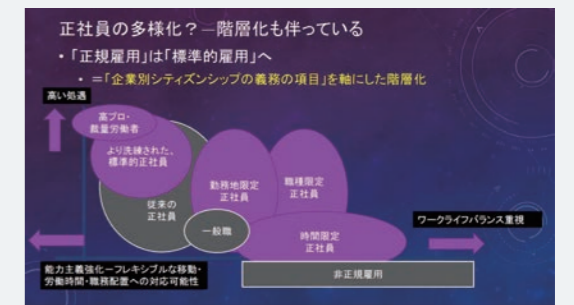 正社員の多様化？—階層化も伴っている
・「正規雇用」は「標準的雇用」へ
・＝「企業別シティズンシップの義務の項目」を軸にした階層化
高い処遇
高プロ・
裁量労働者
より洗練された、
標準的正社員
従来の
正社員
勤務地限定
正社員
職種限定
正社員
一般職
時間限定
正社員
ワークライフバランス重視
能力主義強化－フレキシブルな移動・
労働時間・職務配置への対応可能性
非正規雇用